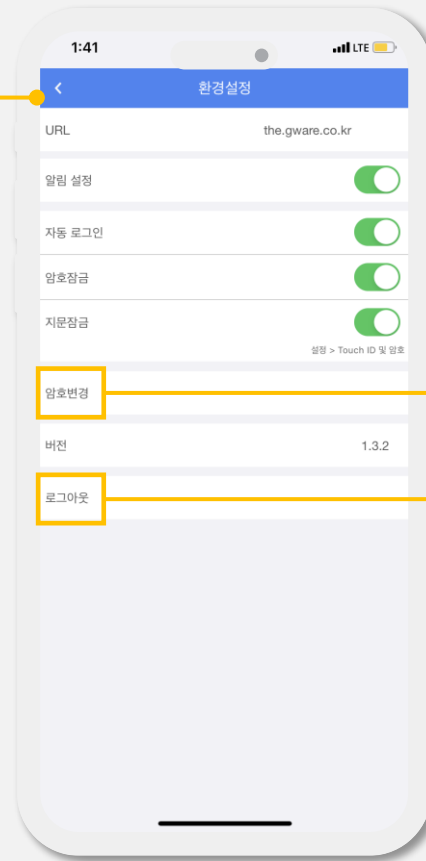 1:41 LTE
환경설정
URL the.gware.co.kr
알림 설정
자동 로그인
암호잠금
지문잠금
설정 > Touch ID 및 암호
암호변경
버전 1.3.2
로그아웃